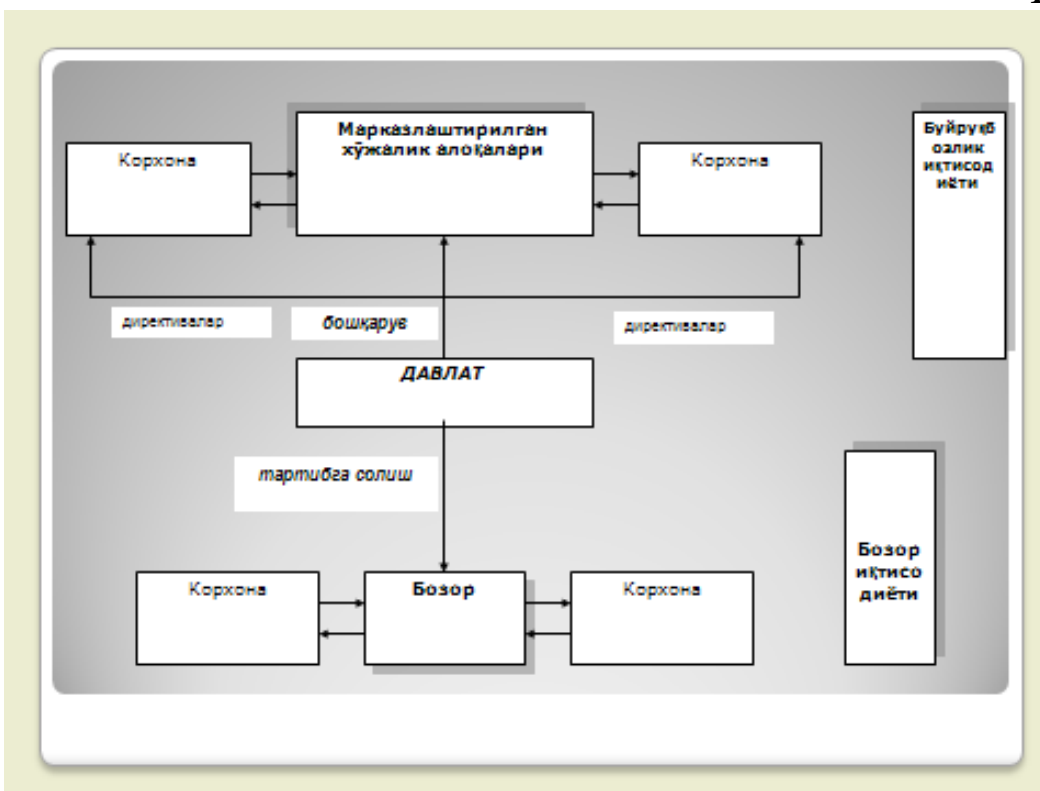 Марказлаштирилган
хўжалик алоқалари
Корхона
Корхона
Буйруқб
озлик
иқтисод
иёти
директивалар
бошқарув
директивалар
ДАВЛАТ
тартибга солиш
Корхона
Бозор
Корхона
Бозор
иқтисо
диёти